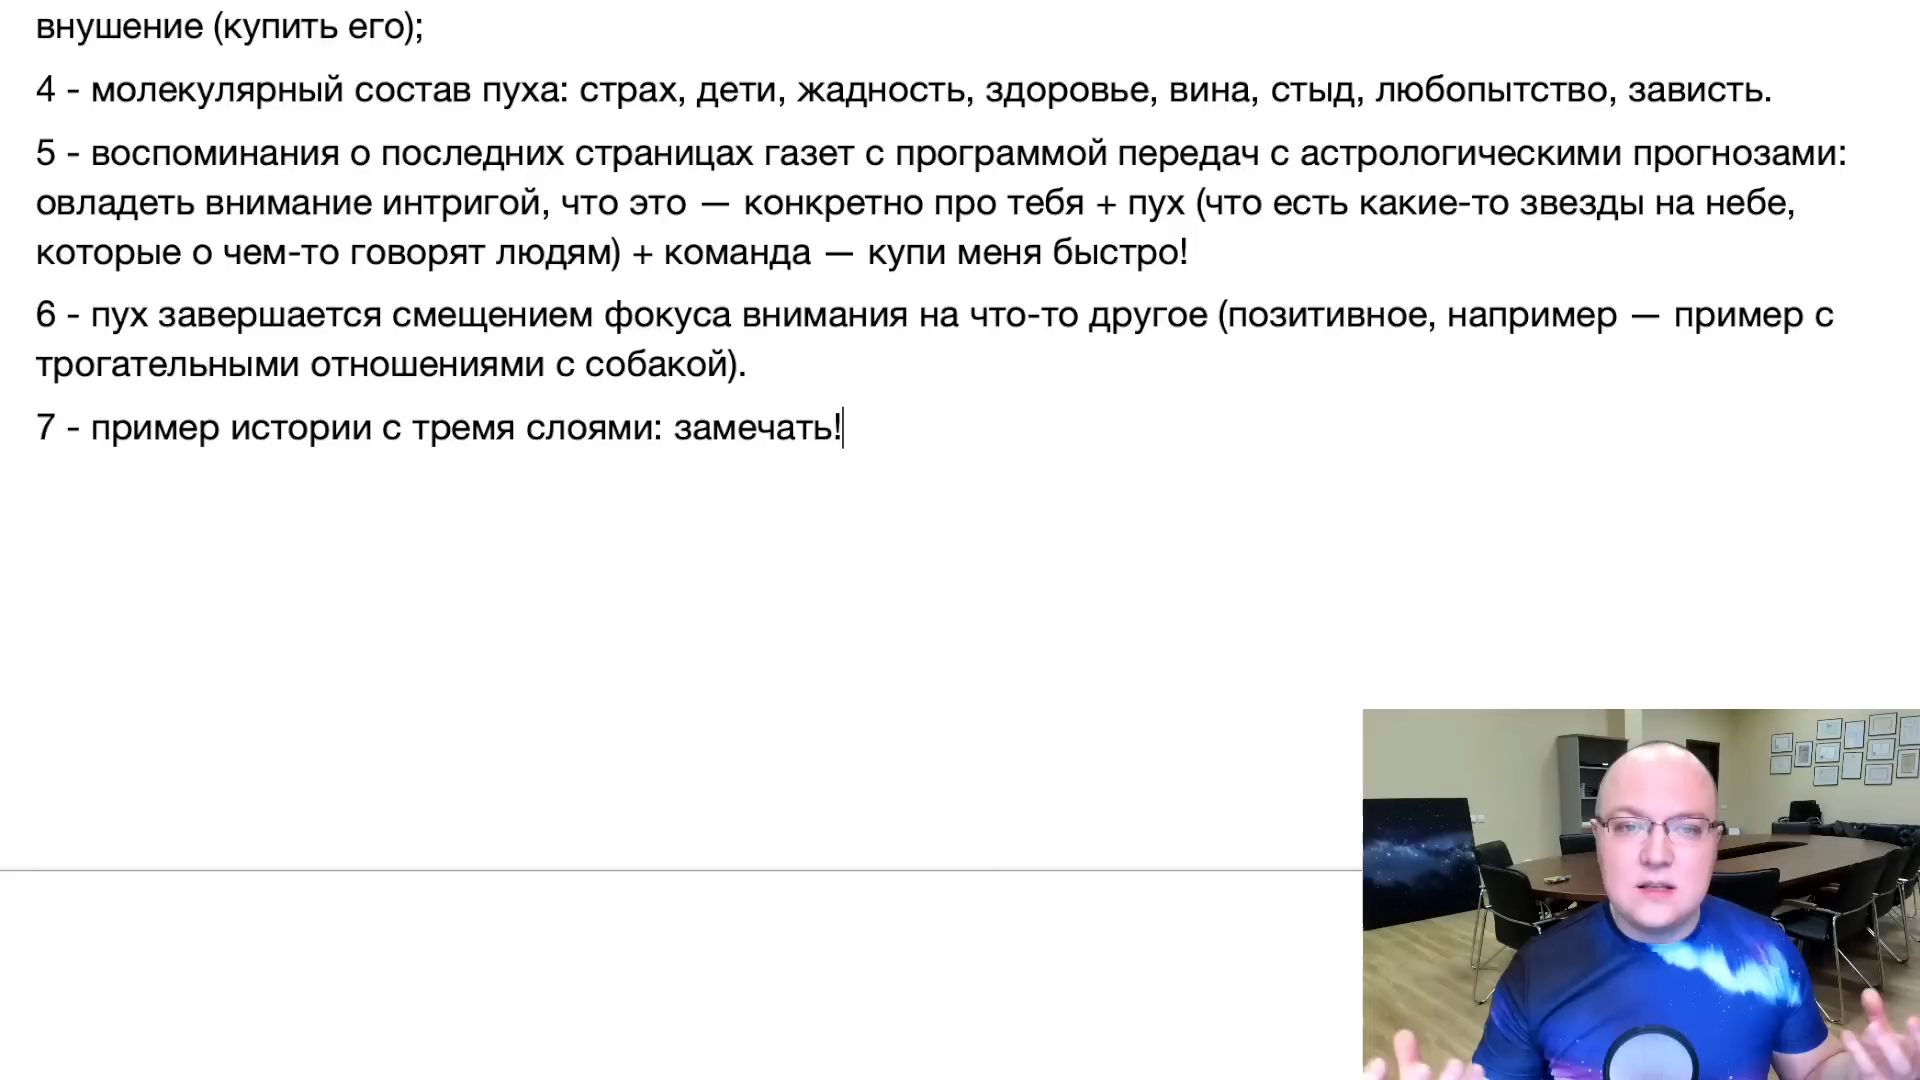 внушение (купить его);
4 - молекулярный состав пуха: страх, дети, жадность, здоровье, вина, стыд, любопытство, зависть.
5 - воспоминания о последних страницах газет с программой передач с астрологическими прогнозами:
овладеть внимание интригой, что это — конкретно про тебя + пух (что есть какие-то звезды на небе,
которые о чем-то говорят людям) + команда — купи меня быстро!
6 - пух завершается смещением фокуса внимания на что-то другое (позитивное, например — пример с
трогательными отношениями с собакой).
7 - пример истории с тремя слоями: замечать!